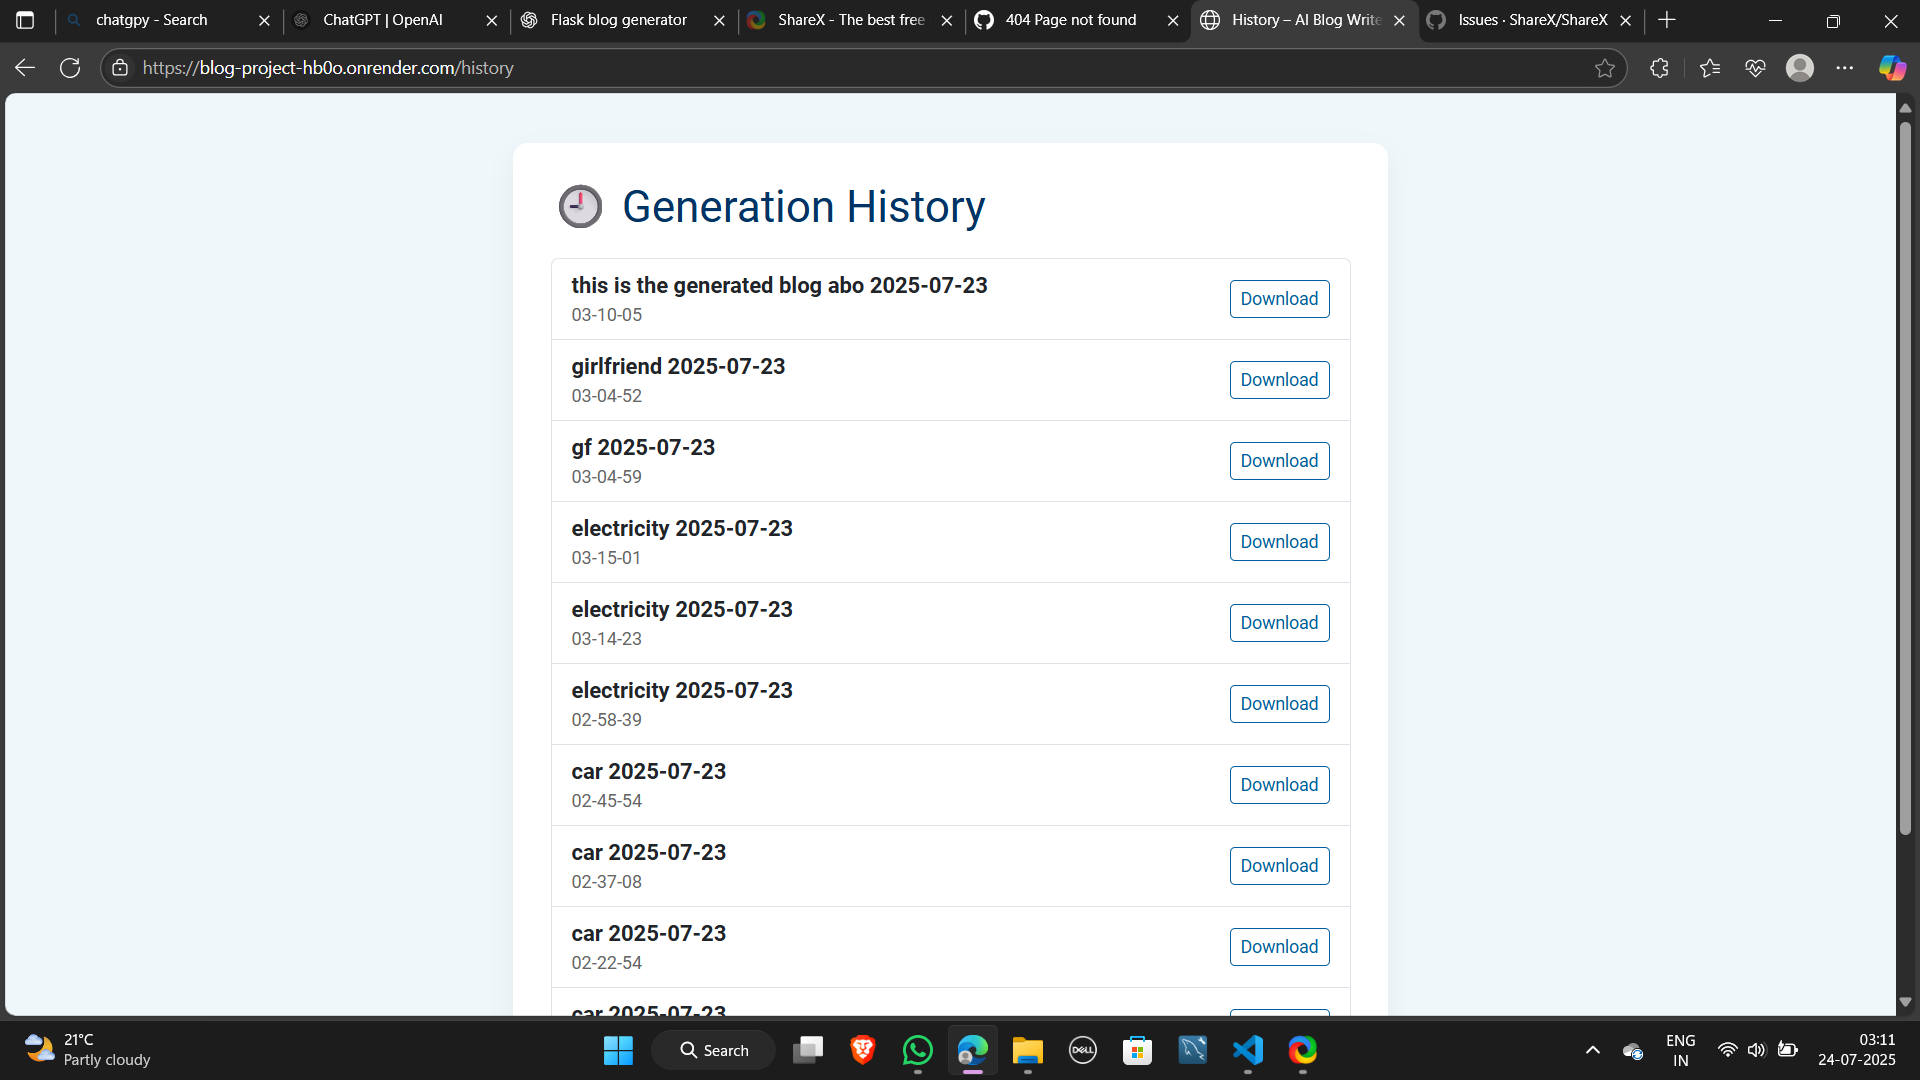 chatgpy - Search
ChatGPT | OpenAI
Flask blog generator
ShareX - The best free
404 Page not found
History – AI Blog Write
Issues · ShareX/ShareX
https://blog-project-hb0o.onrender.com/history
Generation History
this is the generated blog abo 2025-07-23
03-10-05
Download
girlfriend 2025-07-23
03-04-52
Download
gf 2025-07-23
03-04-59
Download
electricity 2025-07-23
03-15-01
Download
electricity 2025-07-23
03-14-23
Download
electricity 2025-07-23
02-58-39
Download
car 2025-07-23
02-45-54
Download
car 2025-07-23
02-37-08
Download
car 2025-07-23
02-22-54
Download
car 2025-07-23
21°C
Partly cloudy
Search
DELL
ENG
IN
03:11
24-07-2025